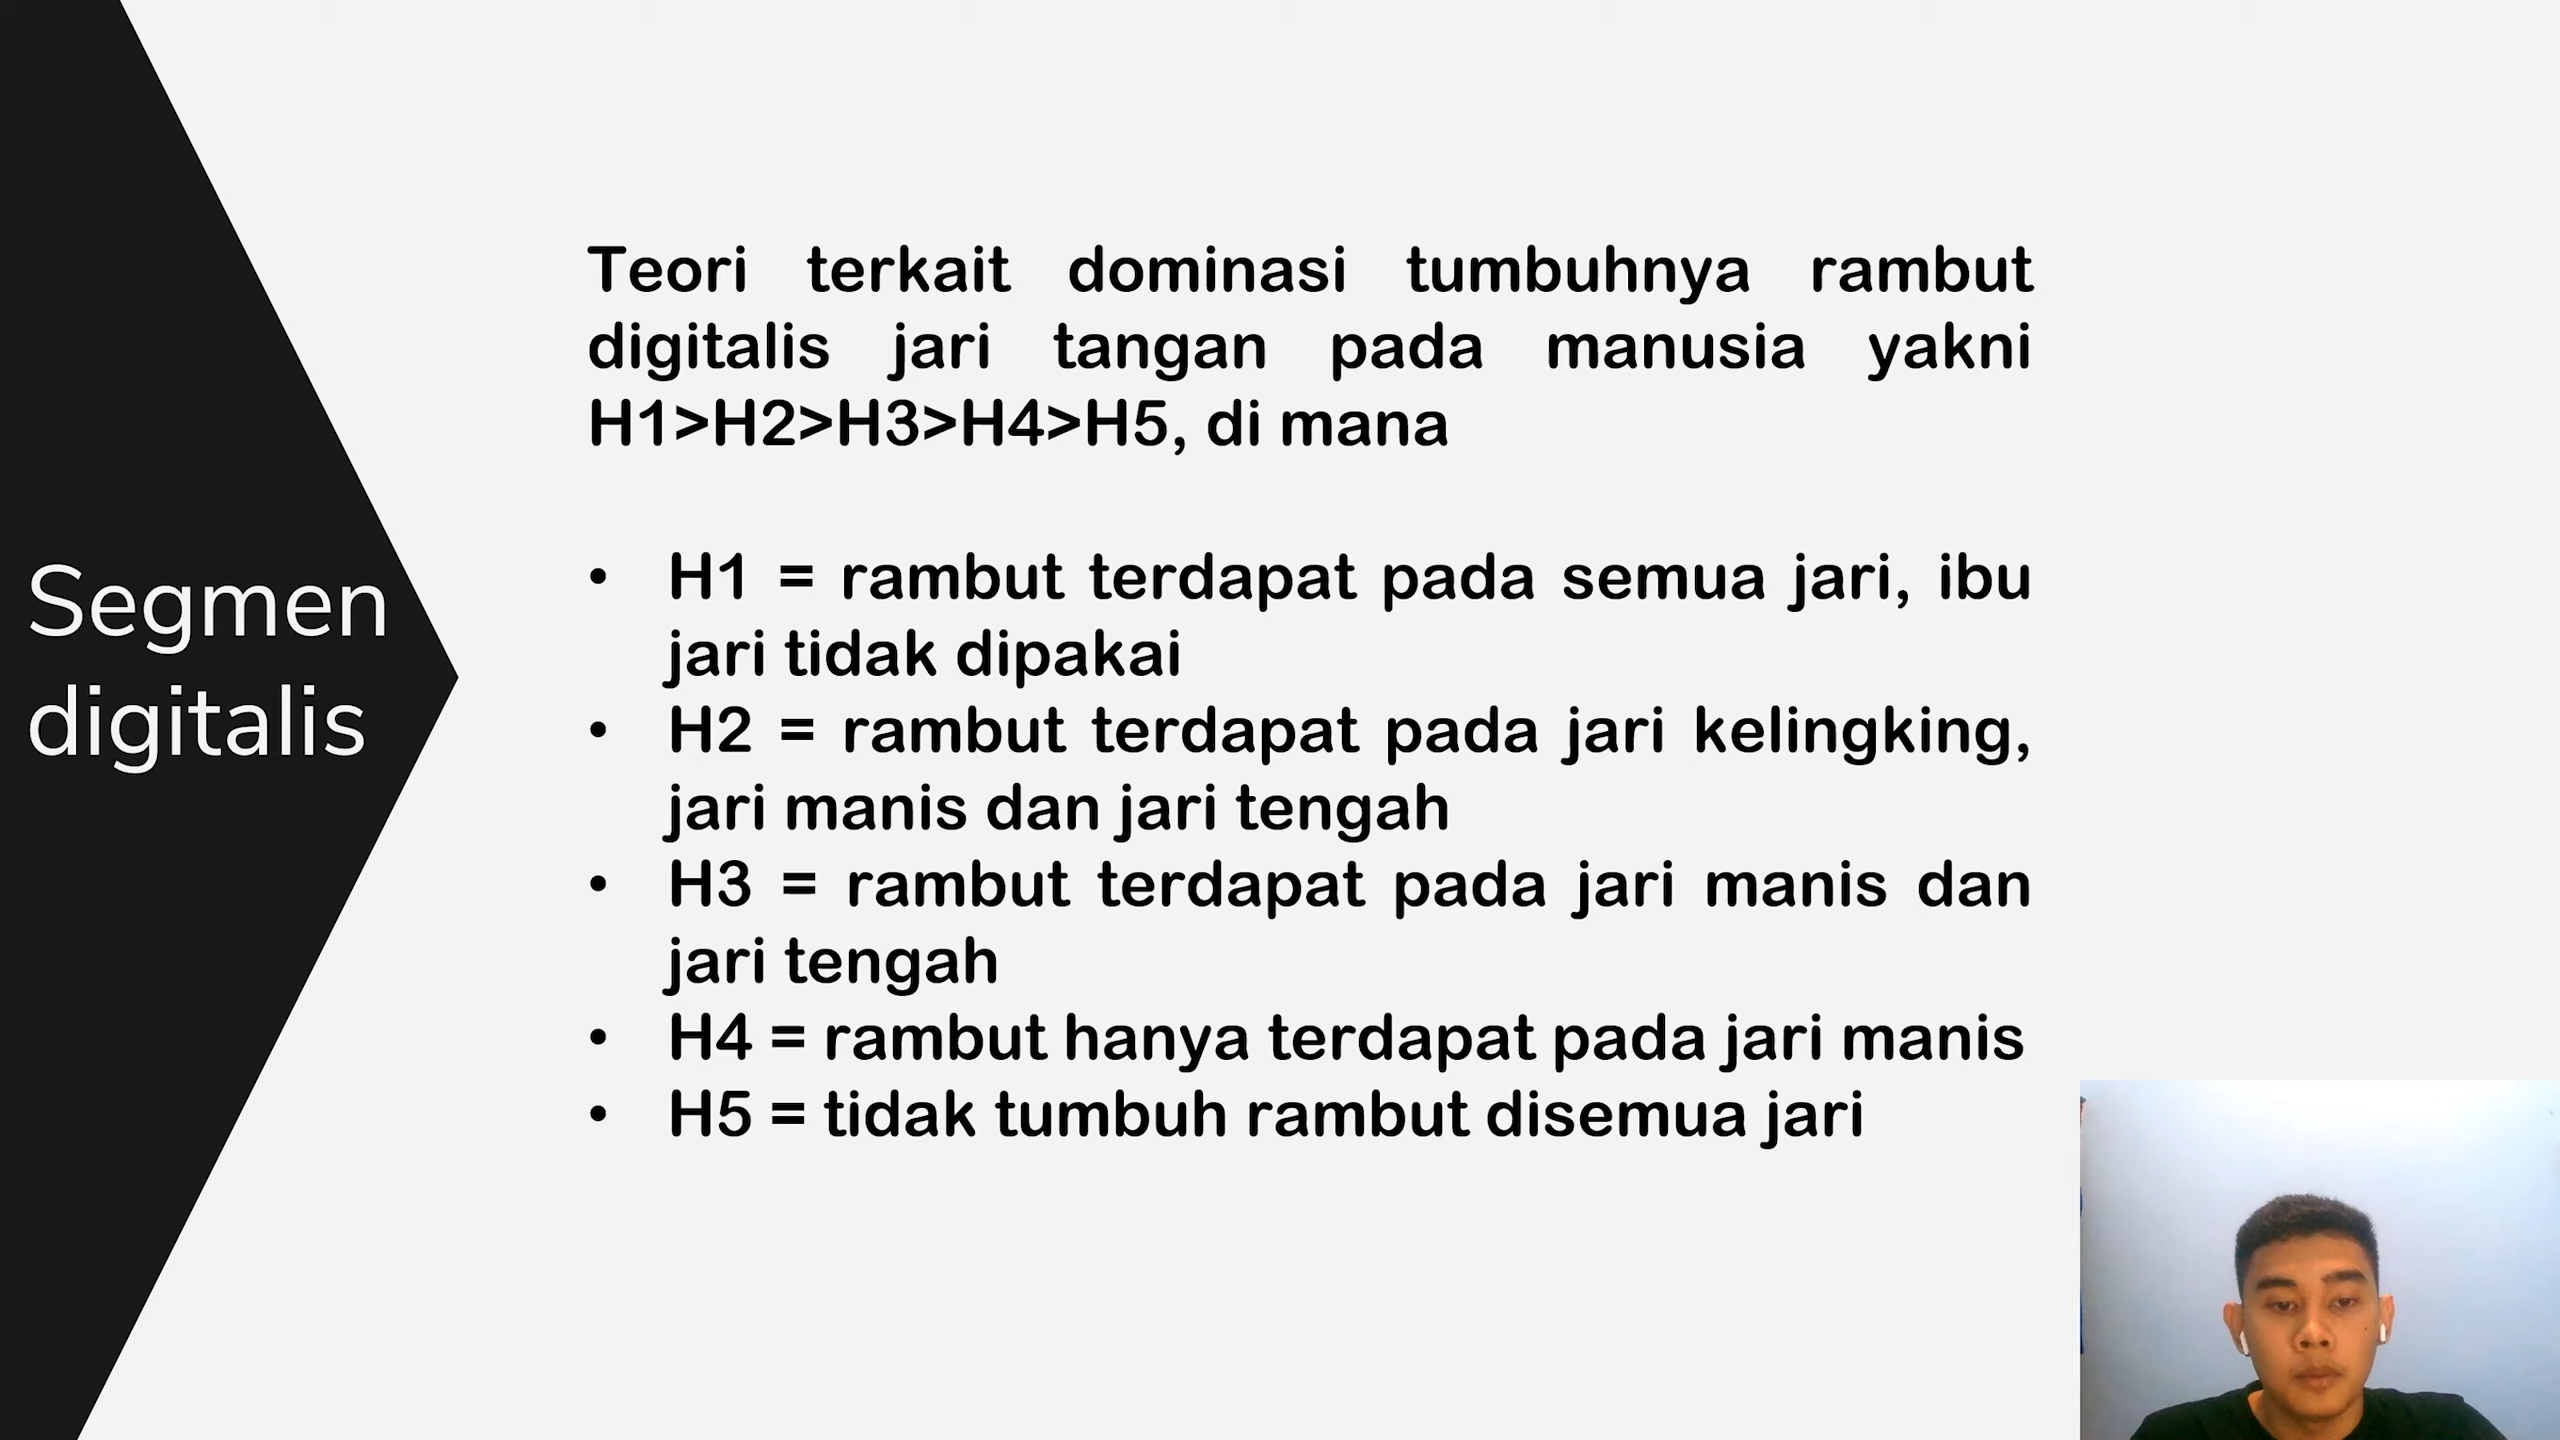 Segmen
digitalis
Teori terkait dominasi tumbuhnya rambut
digitalis jari tangan pada manusia yakni
H1>H2>H3>H4>H5, di mana
• H1 = rambut terdapat pada semua jari, ibu
jari tidak dipakai
• H2 = rambut terdapat pada jari kelingking,
jari manis dan jari tengah
• H3 = rambut terdapat pada jari manis dan
jari tengah
• H4 = rambut hanya terdapat pada jari manis
• H5 = tidak tumbuh rambut disemua jari